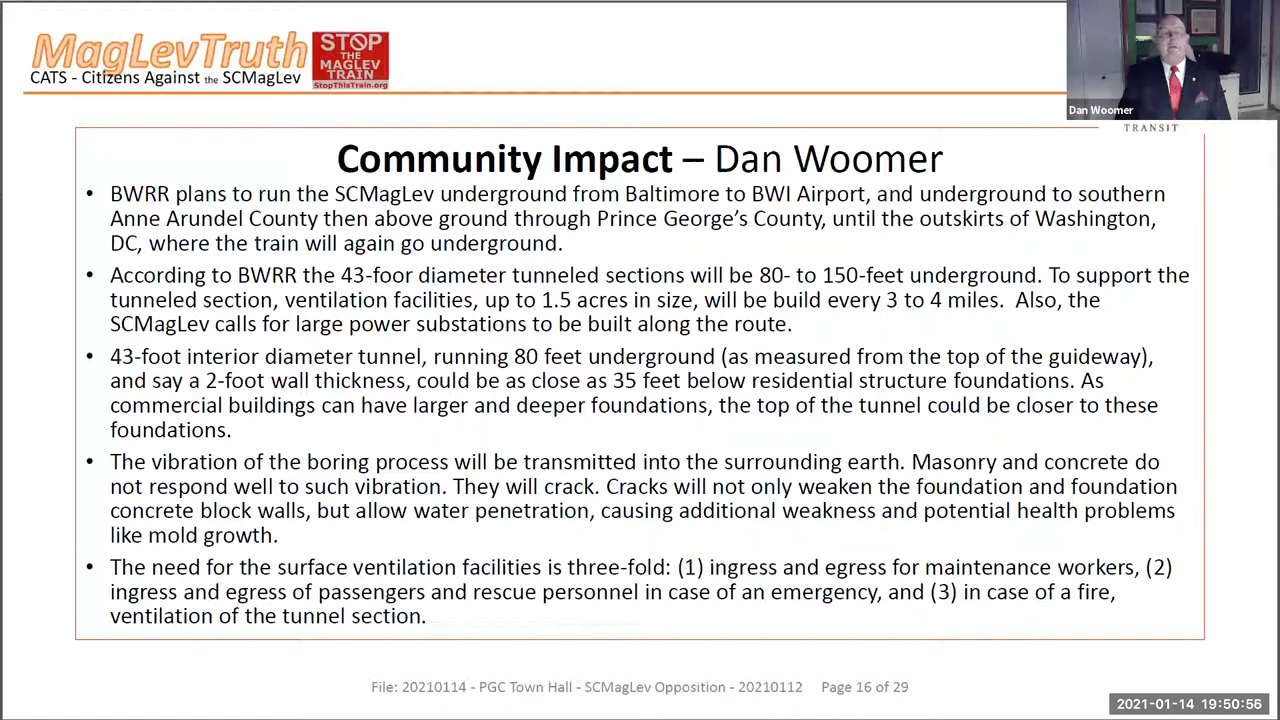 MagLevTruth
CATS - Citizens Against the SCMagLev
STOP
THE
MAGLEV
TRAIN
StopThisTrain.org
Dan Woomer
TRANSIT
Community Impact – Dan Woomer
• BWRR plans to run the SCMagLev underground from Baltimore to BWI Airport, and underground to southern
Anne Arundel County then above ground through Prince George's County, until the outskirts of Washington,
DC, where the train will again go underground.
• According to BWRR the 43-foor diameter tunneled sections will be 80- to 150-feet underground. To support the
tunneled section, ventilation facilities, up to 1.5 acres in size, will be build every 3 to 4 miles. Also, the
SCMagLev calls for large power substations to be built along the route.
• 43-foot interior diameter tunnel, running 80 feet underground (as measured from the top of the guideway),
and say a 2-foot wall thickness, could be as close as 35 feet below residential structure foundations. As
commercial buildings can have larger and deeper foundations, the top of the tunnel could be closer to these
foundations.
• The vibration of the boring process will be transmitted into the surrounding earth. Masonry and concrete do
not respond well to such vibration. They will crack. Cracks will not only weaken the foundation and foundation
concrete block walls, but allow water penetration, causing additional weakness and potential health problems
like mold growth.
• The need for the surface ventilation facilities is three-fold: (1) ingress and egress for maintenance workers, (2)
ingress and egress of passengers and rescue personnel in case of an emergency, and (3) in case of a fire,
ventilation of the tunnel section.
File: 20210114 - PGC Town Hall - SCMagLev Opposition - 20210112 Page 16 of 29
2021-01-14 19:50:56